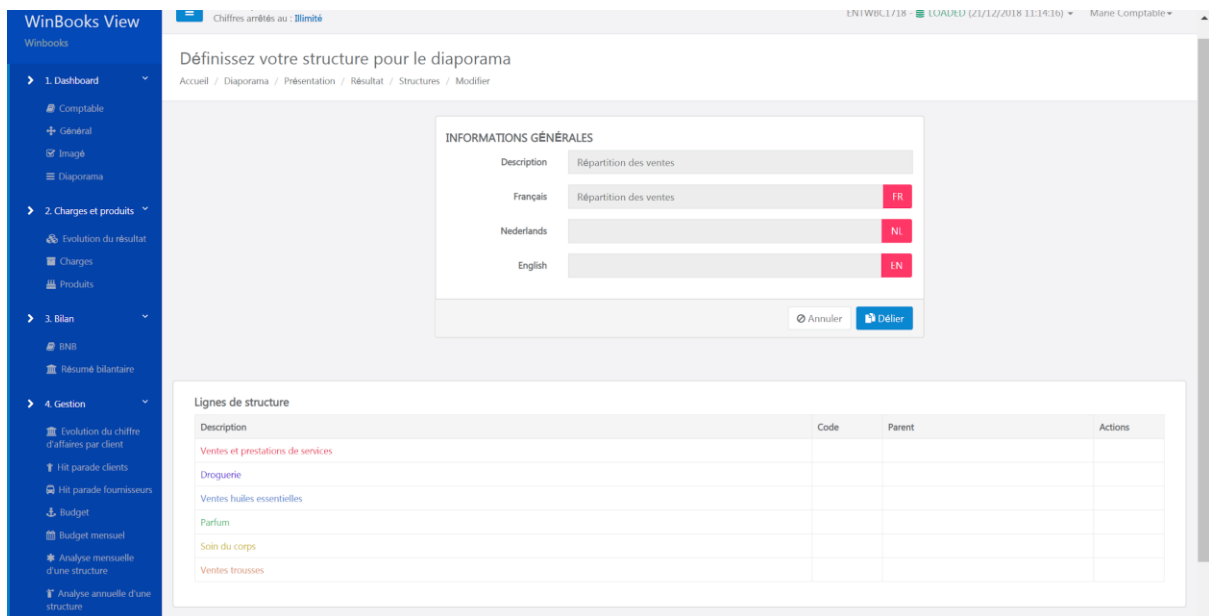 WinBooks View
Winbooks
1. Dashboard
Comptable
Général
Imagé
Diaporama
2. Charges et produits
Evolution du résultat
Charges
Produits
3. Bilan
BNB
Résumé bilantaire
4. Gestion
Evolution du chiffre
d'affaires par client
Hit parade clients
Hit parade fournisseurs
Budget
Budget mensuel
Analyse mensuelle
d'une structure
Analyse annuelle d'une
structure
Chiffres arrêtés au : Illimité
ENTWBC1718 - LOADED (21/12/2018 11:14:16) Marie Comptable
Définissez votre structure pour le diaporama
Accueil / Diaporama / Présentation / Résultat / Structures / Modifier
INFORMATIONS GÉNÉRALES
Description Répartition des ventes
Français Répartition des ventes FR
Nederlands NL
English EN
Annuler Délier
Lignes de structure
Description Code Parent Actions
Ventes et prestations de services
Droguerie
Ventes huiles essentielles
Parfum
Soin du corps
Ventes trousses